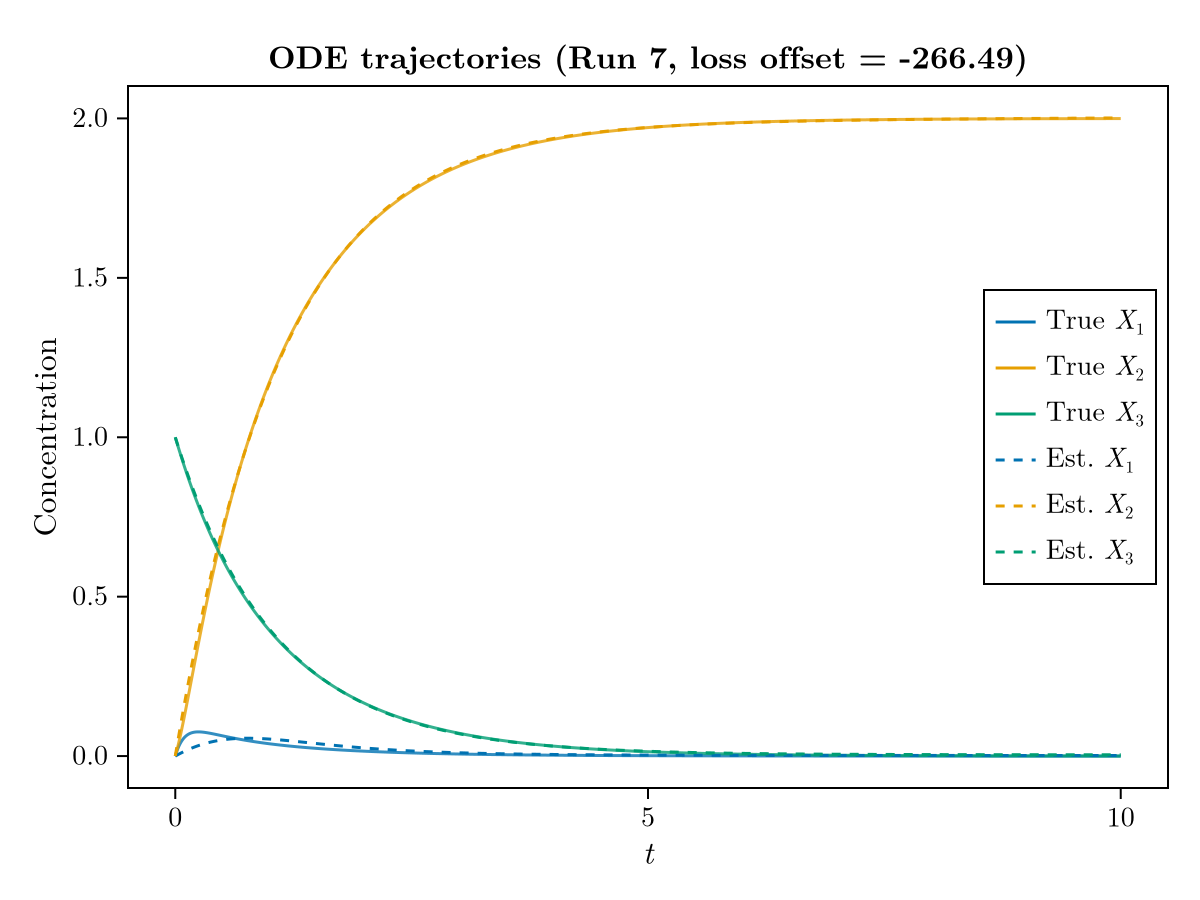 ODE trajectories (Run 7, loss offset = -266.49)
2.0
1.5
1.0
0.5
0.0
Concentration
0 5 10
t
True X₁
True X₂
True X₃
Est. X₁
Est. X₂
Est. X₃